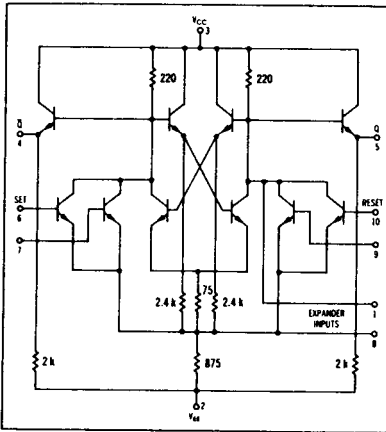 VCC
3
220
220
Q̅
4
Q
5
SET
6
RESET
10
7
9
2.4 k
75
2.4 k
1
EXPANDER
INPUTS
8
2 k
875
2 k
2
VEE